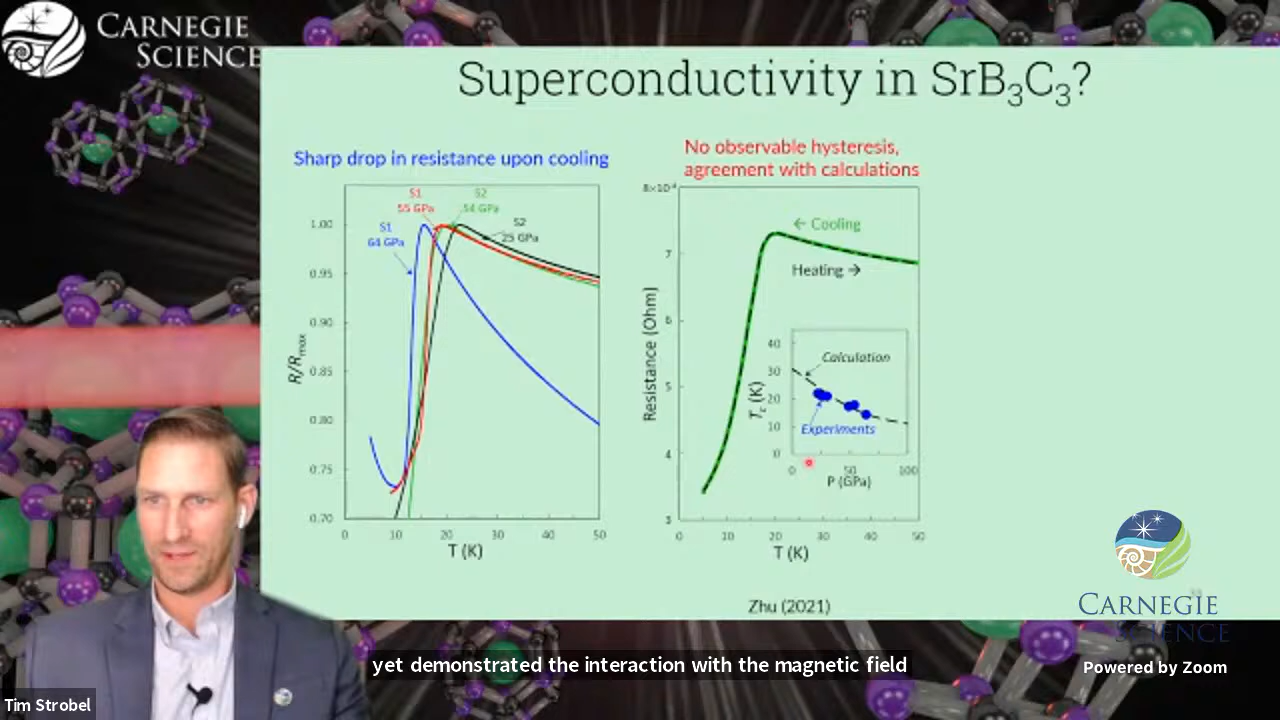 CARNEGIE
SCIENCE
Superconductivity in SrB3C3?
Sharp drop in resistance upon cooling
No observable hysteresis,
agreement with calculations
S1
55 GPa
S2
54 GPa
S2
25 GPa
S1
64 GPa
1.00
0.95
0.90
0.85
0.80
0.75
0.70
R/Rmax
0 10 20 30 40 50
T (K)
8×10⁻⁴
7
6
5
4
3
Resistance (Ohm)
← Cooling
Heating →
40
30
20
10
0
Tc (K)
Calculation
Experiments
0 50 100
P (GPa)
0 10 20 30 40 50
T (K)
Zhu (2021)
CARNEGIE
SCIENCE
yet demonstrated the interaction with the magnetic field
Powered by Zoom
Tim Strobel